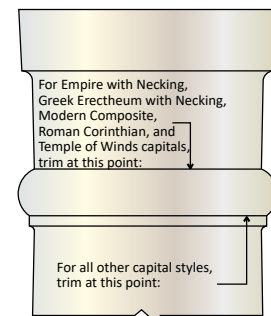 For Empire with Necking,
Greek Erectheum with Necking,
Modern Composite,
Roman Corinthian, and
Temple of Winds capitals,
trim at this point:
For all other capital styles,
trim at this point: